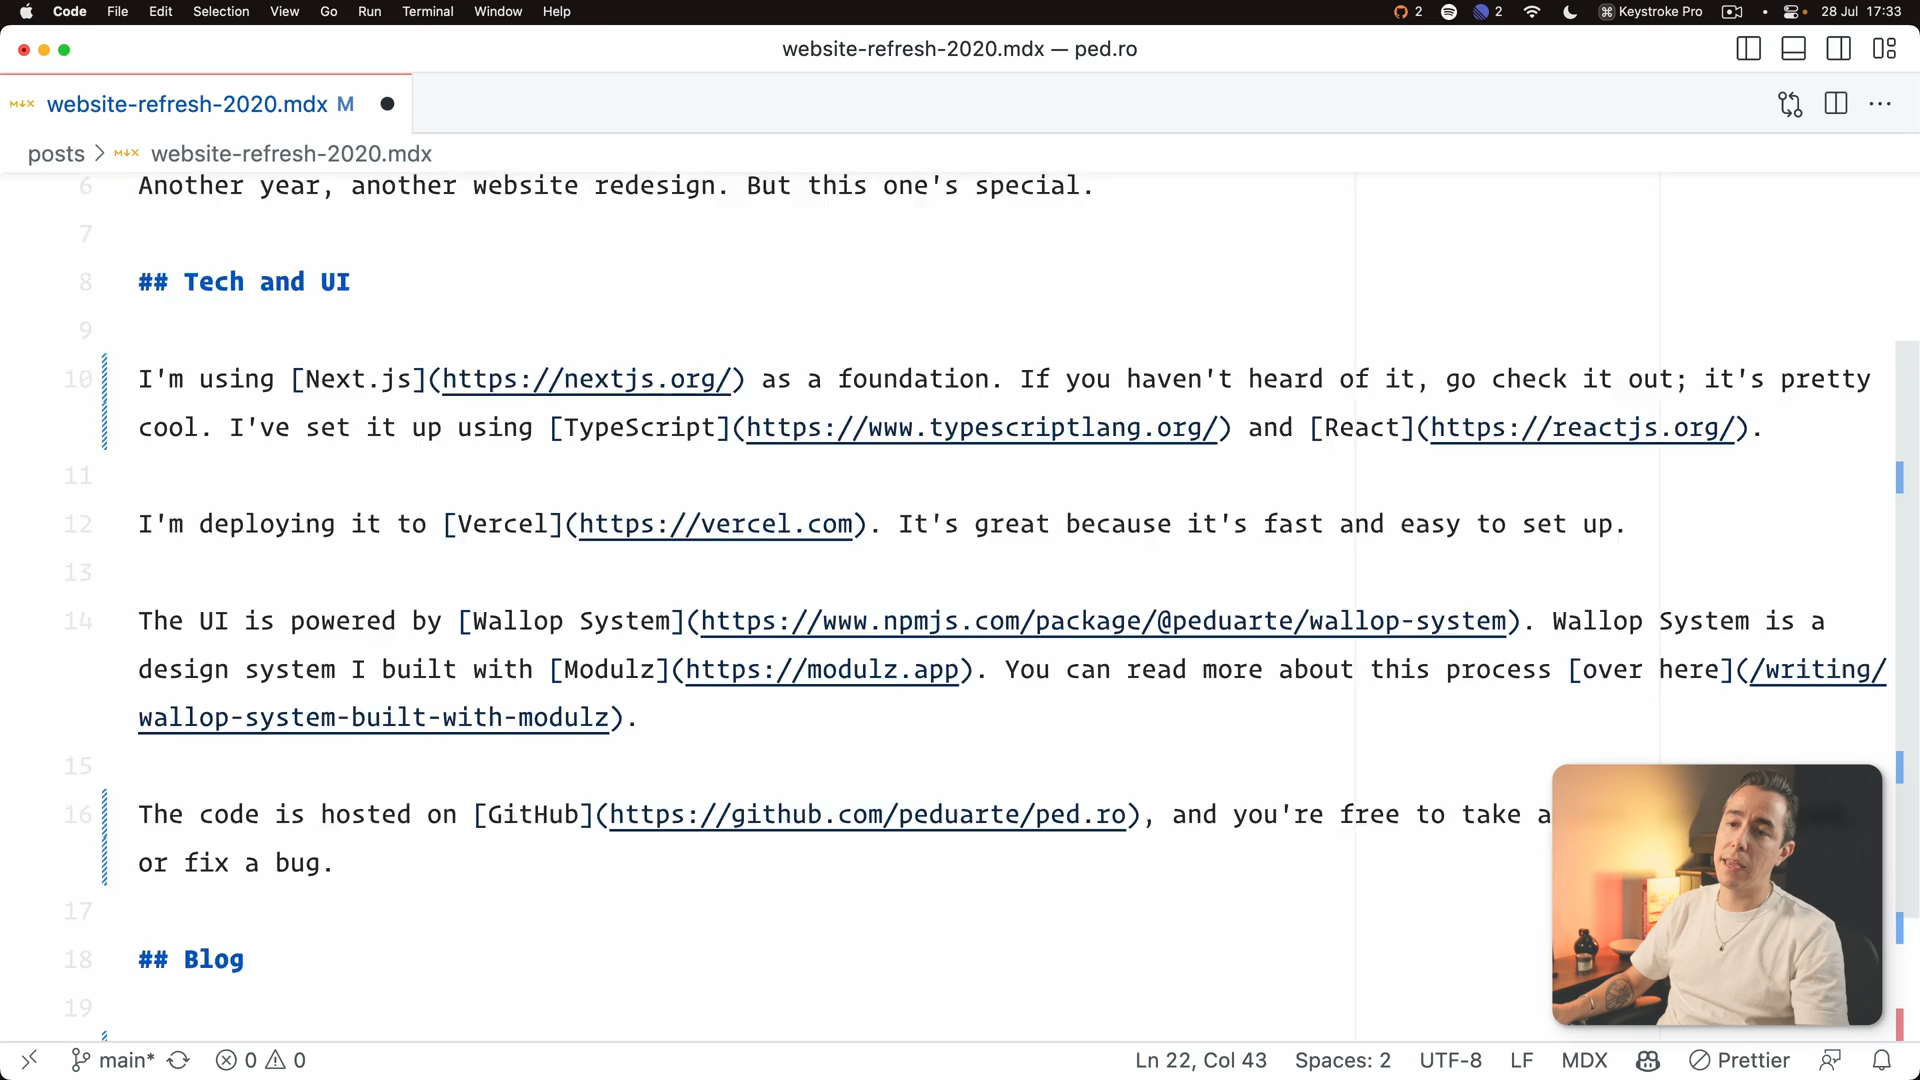 Code File Edit Selection View Go Run Terminal Window Help 2 2 Keystroke Pro 28 Jul 17:33
website-refresh-2020.mdx — ped.ro
website-refresh-2020.mdx M
posts > website-refresh-2020.mdx
6 Another year, another website redesign. But this one's special.
7
8 ## Tech and UI
9
10 I'm using [Next.js](https://nextjs.org/) as a foundation. If you haven't heard of it, go check it out; it's pretty
cool. I've set it up using [TypeScript](https://www.typescriptlang.org/) and [React](https://reactjs.org/).
11
12 I'm deploying it to [Vercel](https://vercel.com). It's great because it's fast and easy to set up.
13
14 The UI is powered by [Wallop System](https://www.npmjs.com/package/@peduarte/wallop-system). Wallop System is a
design system I built with [Modulz](https://modulz.app). You can read more about this process [over here](/writing/
wallop-system-built-with-modulz).
15
16 The code is hosted on [GitHub](https://github.com/peduarte/ped.ro), and you're free to take a
or fix a bug.
17
18 ## Blog
19
main* 0 0 Ln 22, Col 43 Spaces: 2 UTF-8 LF MDX Prettier